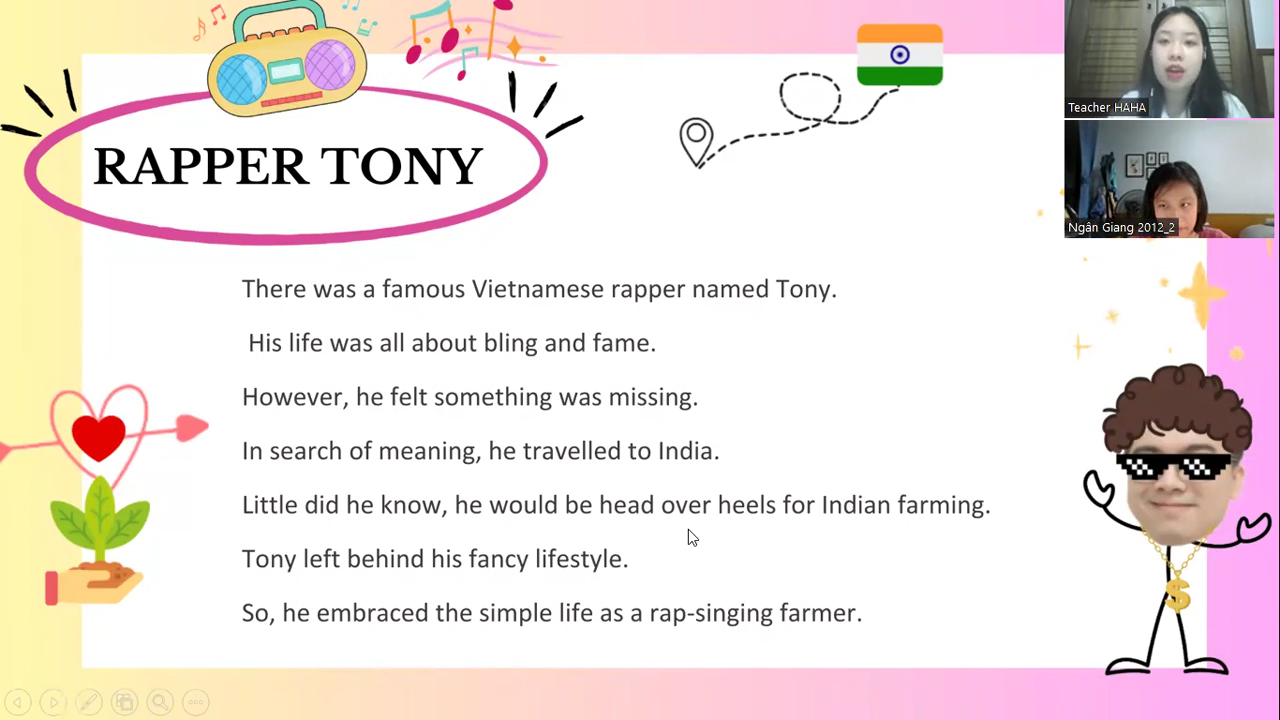 RAPPER TONY
There was a famous Vietnamese rapper named Tony.
His life was all about bling and fame.
However, he felt something was missing.
In search of meaning, he travelled to India.
Little did he know, he would be head over heels for Indian farming.
Tony left behind his fancy lifestyle.
So, he embraced the simple life as a rap-singing farmer.
Teacher HAHA
Ngân Giang 2012_2
$